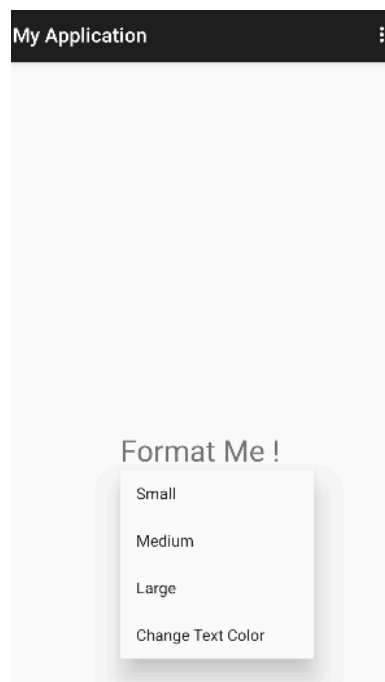 My Application
Format Me !
Small
Medium
Large
Change Text Color